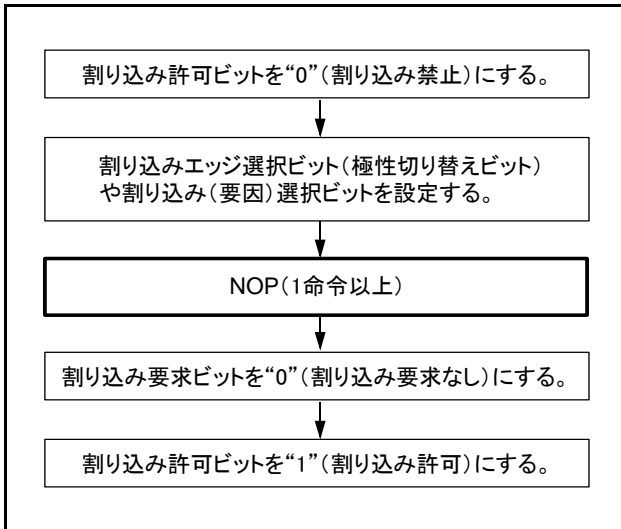 割り込み許可ビットを“0”(割り込み禁止)にする。
割り込みエッジ選択ビット(極性切り替えビット)
や割り込み(要因)選択ビットを設定する。
NOP(1命令以上)
割り込み要求ビットを“0”(割り込み要求なし)にする。
割り込み許可ビットを“1”(割り込み許可)にする。